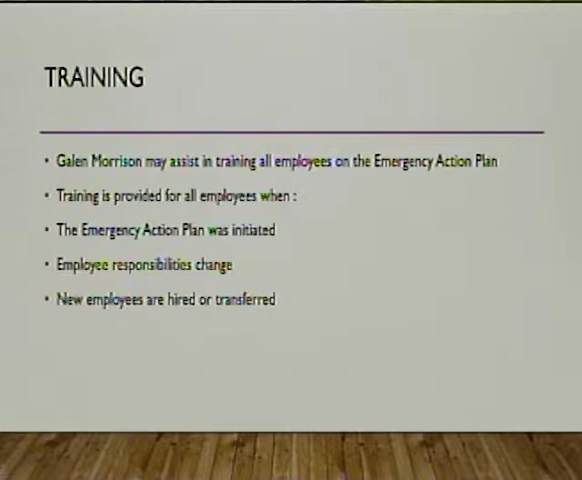 TRAINING
• Galen Morrison may assist in training all employees on the Emergency Action Plan
• Training is provided for all employees when :
• The Emergency Action Plan was initiated
• Employee responsibilities change
• New employees are hired or transferred